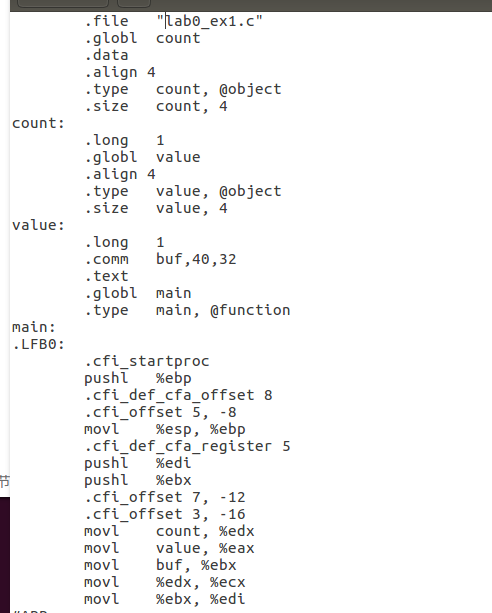 .file "lab0_ex1.c"
.globl count
.data
.align 4
.type count, @object
.size count, 4
count:
.long 1
.globl value
.align 4
.type value, @object
.size value, 4
value:
.long 1
.comm buf,40,32
.text
.globl main
.type main, @function
main:
.LFB0:
.cfi_startproc
pushl %ebp
.cfi_def_cfa_offset 8
.cfi_offset 5, -8
movl %esp, %ebp
.cfi_def_cfa_register 5
pushl %edi
pushl %ebx
.cfi_offset 7, -12
节 .cfi_offset 3, -16
movl count, %edx
movl value, %eax
movl buf, %ebx
movl %edx, %ecx
movl %ebx, %edi